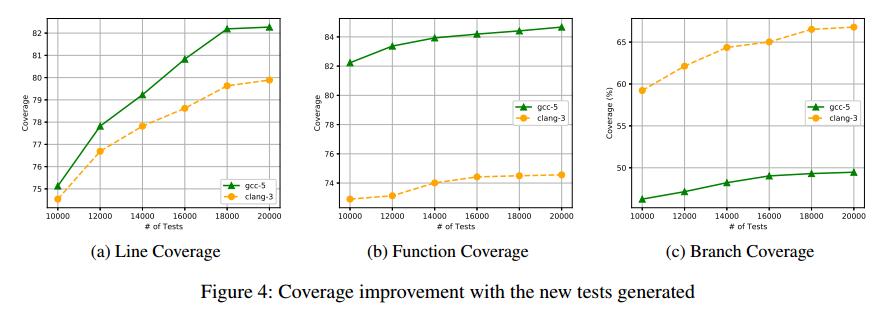 82
81
80
79
78
77
76
75
Coverage
10000 12000 14000 16000 18000 20000
# of Tests
gcc-5
clang-3
(a) Line Coverage
84
82
80
78
76
74
Coverage
10000 12000 14000 16000 18000 20000
# of Tests
gcc-5
clang-3
(b) Function Coverage
65
60
55
50
Coverage (%)
10000 12000 14000 16000 18000 20000
# of Tests
gcc-5
clang-3
(c) Branch Coverage
Figure 4: Coverage improvement with the new tests generated